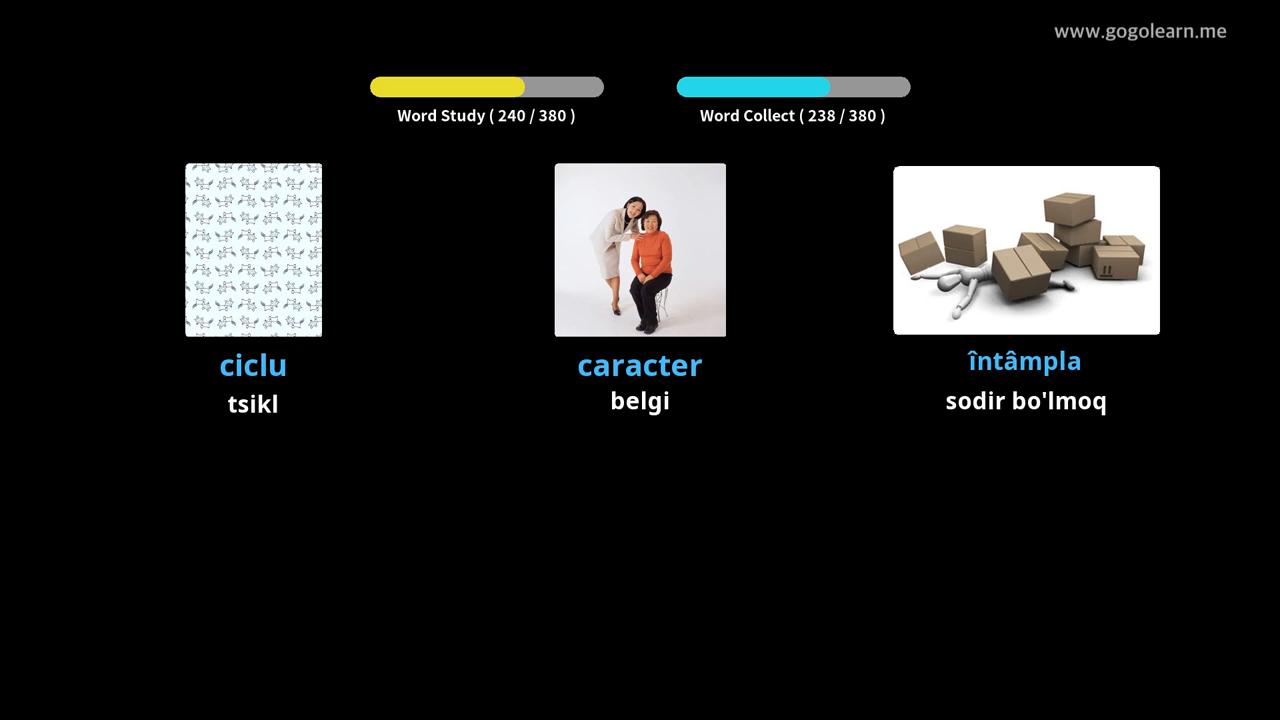 www.gogolearn.me
Word Study ( 240 / 380 )
Word Collect ( 238 / 380 )
ciclu
tsikl
caracter
belgi
întâmpla
sodir bo'lmoq